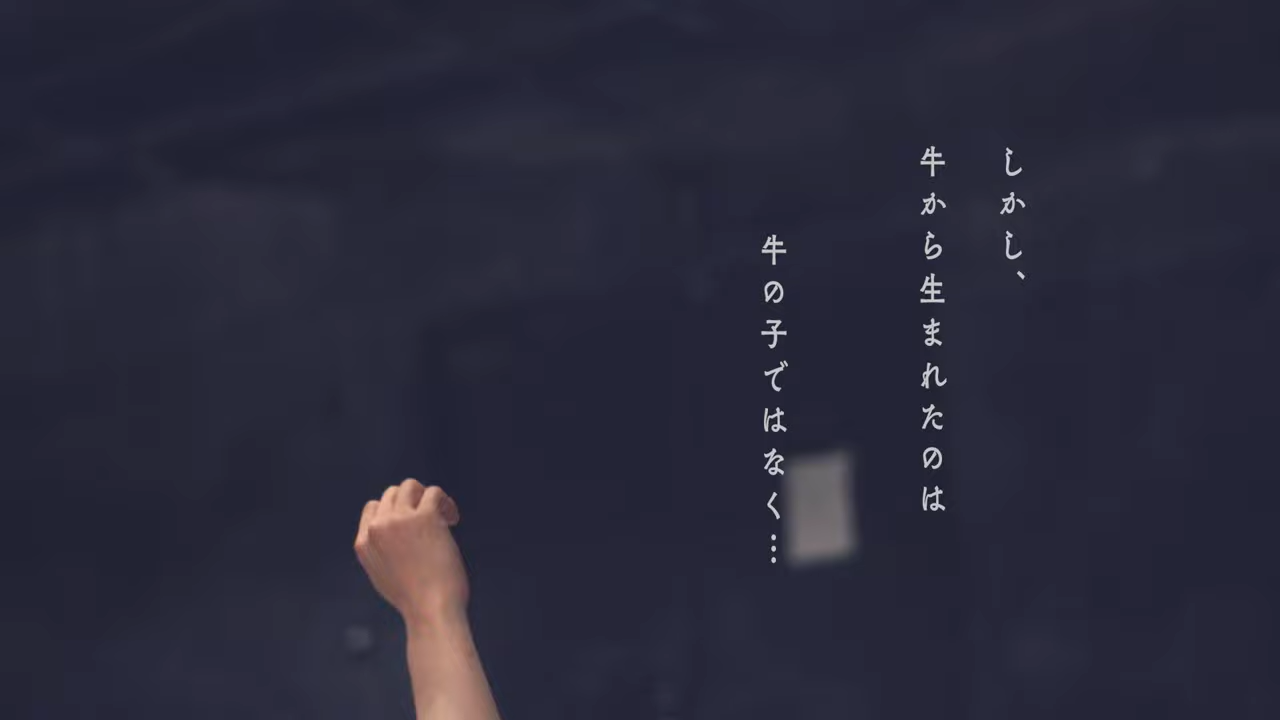 しかし、
牛から生まれたのは
牛の子ではなく…